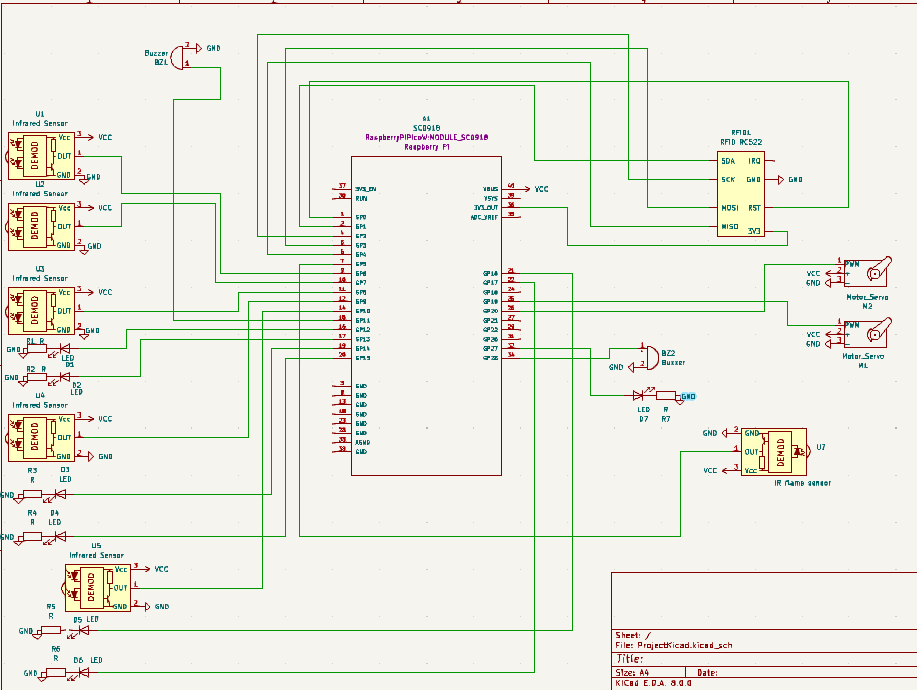 Buzzer
BZ1
2
GND
1
U1
Infrared Sensor
DEMOD
Vcc
3
VCC
OUT
1
GND
2
GND
U2
Infrared Sensor
DEMOD
Vcc
3
VCC
OUT
1
GND
2
GND
U3
Infrared Sensor
DEMOD
Vcc
3
VCC
OUT
1
GND
2
GND
R1 R
GND
LED
D1
R2 R
GND
D2
LED
U4
Infrared Sensor
DEMOD
Vcc
3
VCC
OUT
1
GND
2
GND
R3
R
D3
LED
GND
R4
R
D4
LED
GND
U5
Infrared Sensor
DEMOD
Vcc
3
VCC
OUT
1
GND
2
GND
R5
R
D5 LED
GND
R6
R
D6 LED
GND
A1
SC0918
RaspberryPiPicoW:MODULE_SC0918
Raspberry P1
37 3V3_EN
30 RUN
1 GP0
2 GP1
4 GP2
5 GP3
6 GP4
7 GP5
9 GP6
10 GP7
11 GP8
12 GP9
14 GP10
15 GP11
16 GP12
17 GP13
19 GP14
20 GP15
3 GND
8 GND
13 GND
18 GND
23 GND
28 GND
33 AGND
38 GND
VBUS 40
VCC
VSYS 39
3V3_OUT 36
ADC_VREF 35
GP16 21
GP17 22
GP18 24
GP19 25
GP20 26
GP21 27
GP22 29
GP26 31
GP27 32
GP28 34
RFID1
RFID RC522
SDA IRQ
SCK GND
GND
MOSI RST
MISO 3V3
1 PWM
VCC 2 +
GND 3 -
Motor_Servo
M2
1 PWM
VCC 2 +
GND 3 -
Motor_Servo
M1
1
BZ2
Buzzer
GND 2
GND
LED
D7
R
R7
GND 2 GND
1 OUT
VCC 3 Vcc
DEMOD
U7
IR flame sensor
Sheet: /
File: ProjectKicad.kicad_sch
Title:
Size: A4
Date:
KiCad E.D.A. 8.0.0